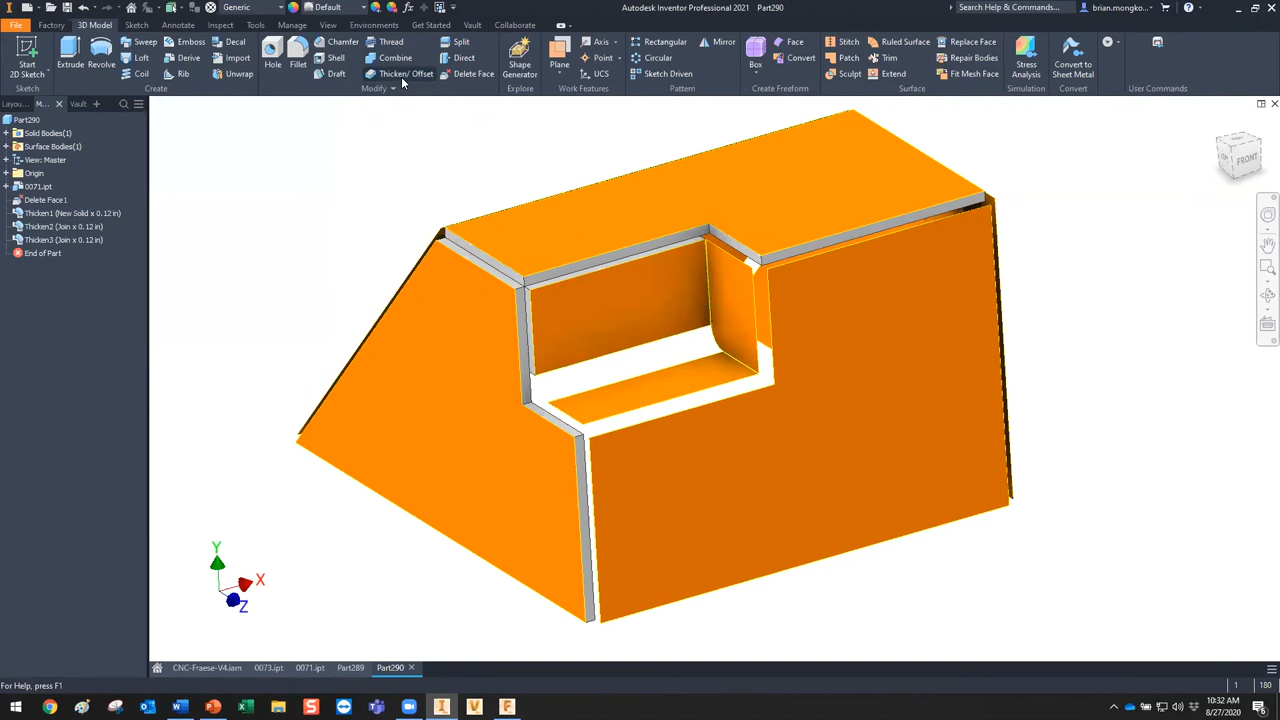 Generic
Default
Autodesk Inventor Professional 2021 Part290
Search Help & Commands...
brian.mongko...
File Factory 3D Model Sketch Annotate Inspect Tools Manage View Environments Get Started Vault Collaborate
Start
2D Sketch
Sketch
Extrude
Revolve
Sweep
Loft
Coil
Emboss
Derive
Rib
Decal
Import
Unwrap
Create
Hole
Fillet
Chamfer
Shell
Draft
Thread
Combine
Thicken/ Offset
Split
Direct
Delete Face
Modify
Shape
Generator
Explore
Plane
Axis
Point
UCS
Work Features
Rectangular
Circular
Sketch Driven
Mirror
Pattern
Box
Face
Convert
Create Freeform
Stitch
Patch
Sculpt
Ruled Surface
Trim
Extend
Replace Face
Repair Bodies
Fit Mesh Face
Surface
Stress
Analysis
Simulation
Convert to
Sheet Metal
Convert
User Commands
Layou... M... Vault
Part290
Solid Bodies(1)
Surface Bodies(1)
View: Master
Origin
0071.ipt
Delete Face1
Thicken1 (New Solid x 0.12 in)
Thicken2 (Join x 0.12 in)
Thicken3 (Join x 0.12 in)
End of Part
FRONT
Y
X
Z
CNC-Fraese-V4.iam 0073.ipt 0071.ipt Part289 Part290
For Help, press F1
1 180
10:32 AM
8/27/2020
6